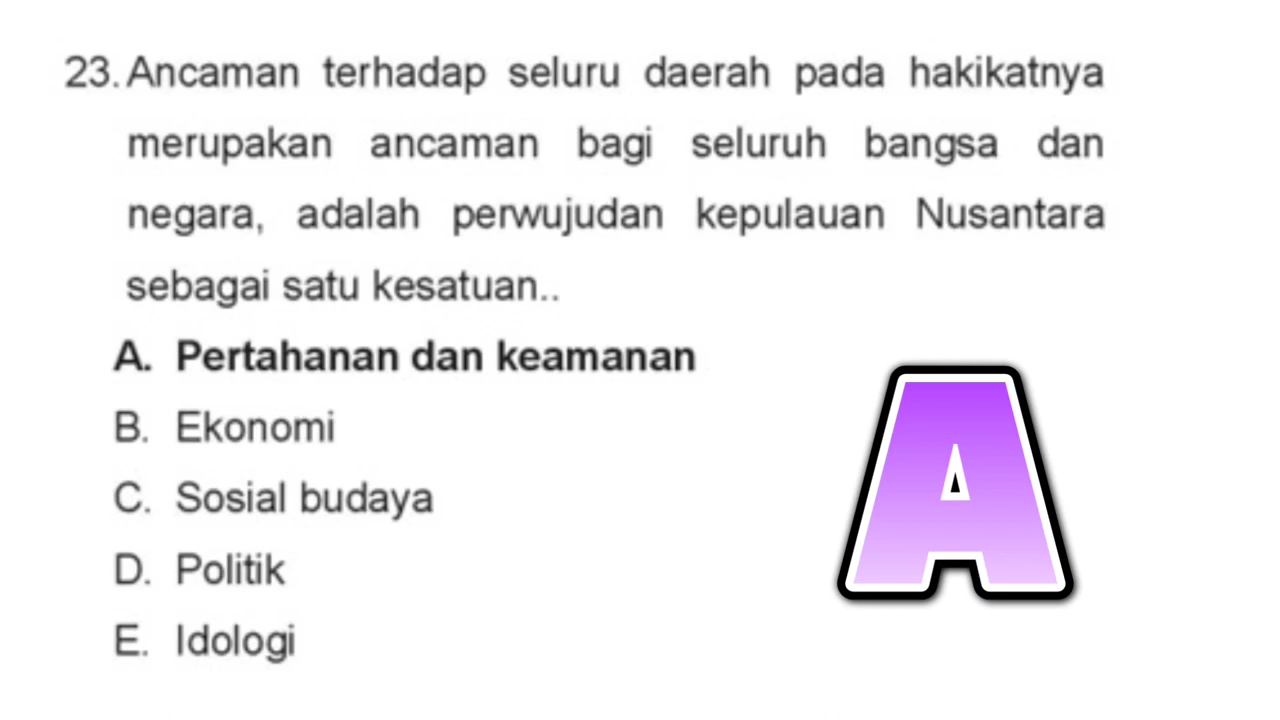 23. Ancaman terhadap seluru daerah pada hakikatnya
merupakan ancaman bagi seluruh bangsa dan
negara, adalah perwujudan kepulauan Nusantara
sebagai satu kesatuan..
A. Pertahanan dan keamanan
B. Ekonomi
C. Sosial budaya
D. Politik
E. Idologi
A